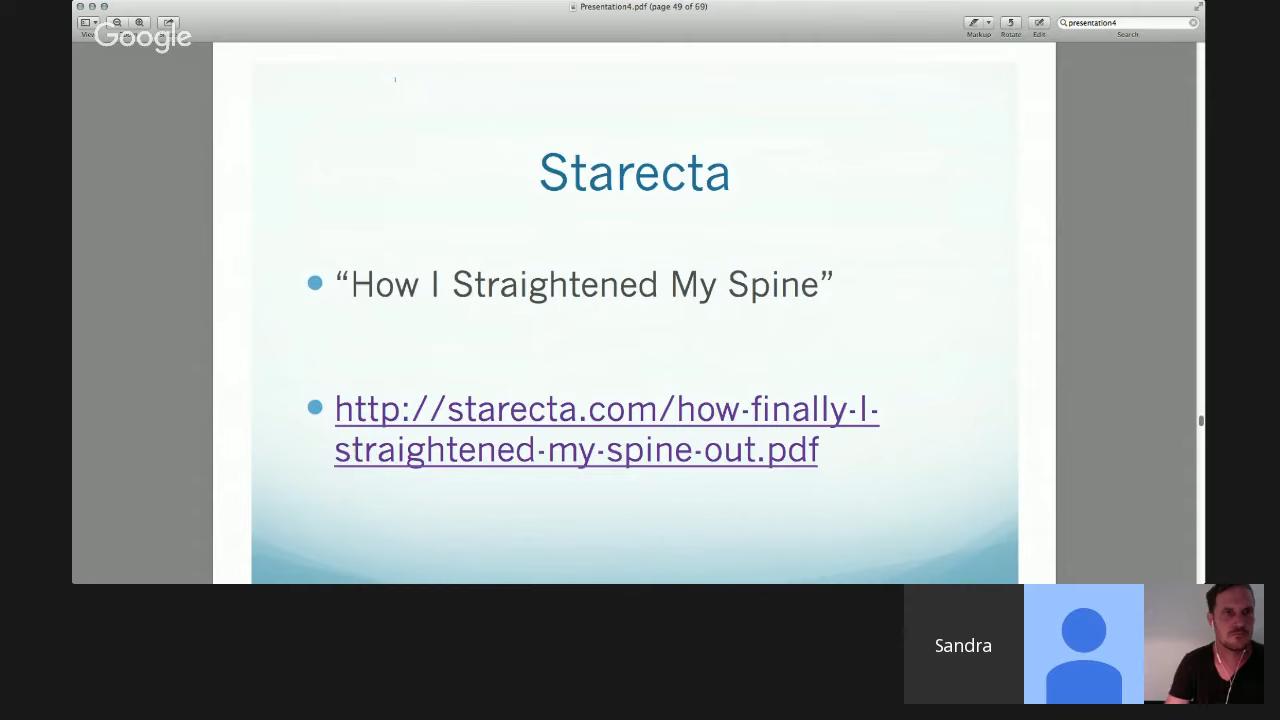 Presentation4.pdf (page 49 of 69)
Google
presentation4
Markup
Rotate
Edit
Search
Starecta
“How I Straightened My Spine”
http://starecta.com/how-finally-I-
straightened-my-spine-out.pdf
Sandra